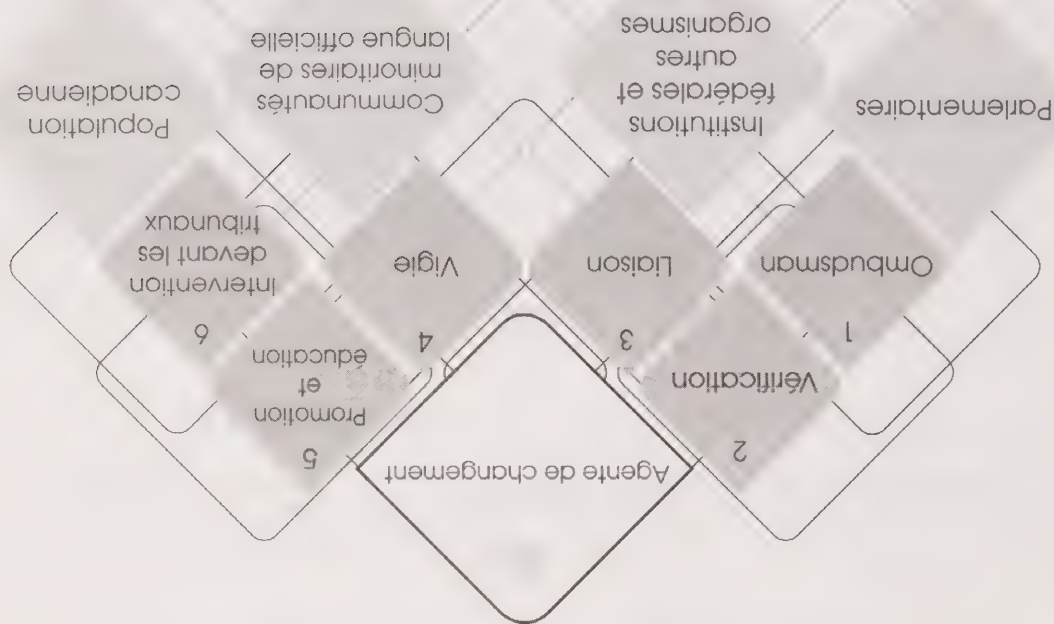 Agente de changement
1
Ombudsman
2
Vérification
3
Liaison
4
Vigie
5
Promotion
et
éducation
6
Intervention
devant les
tribunaux
Parlementaires
Institutions
fédérales et
autres
organismes
Communautés
minoritaires de
langue officielle
Population
canadienne